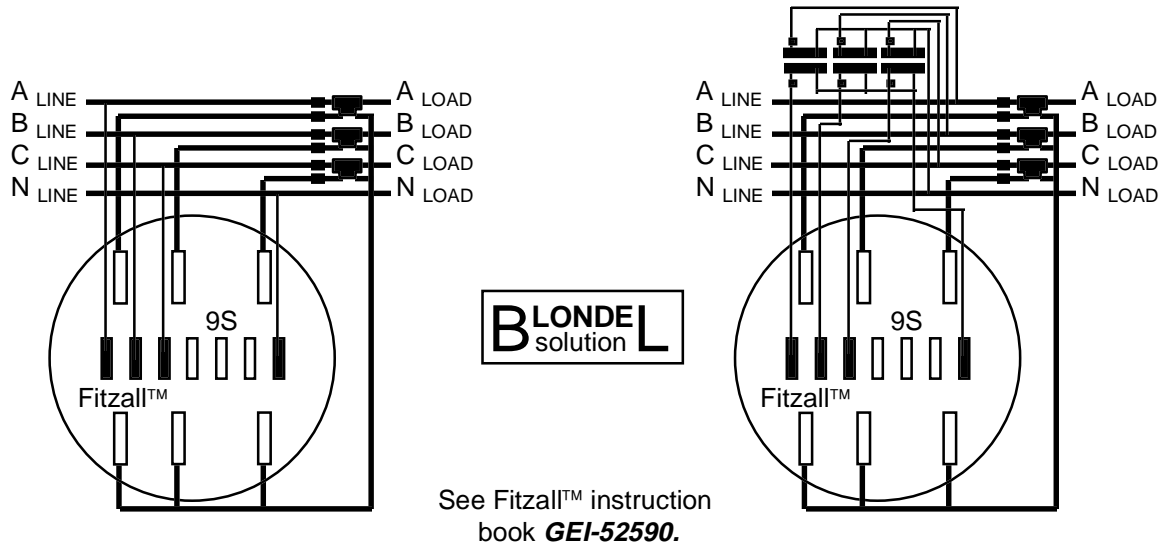 A LINE A LOAD
B LINE B LOAD
C LINE C LOAD
N LINE N LOAD
9S
Fitzall™
BLONDEL
solution
A LINE A LOAD
B LINE B LOAD
C LINE C LOAD
N LINE N LOAD
9S
Fitzall™
See Fitzall™ instruction
book GEI-52590.